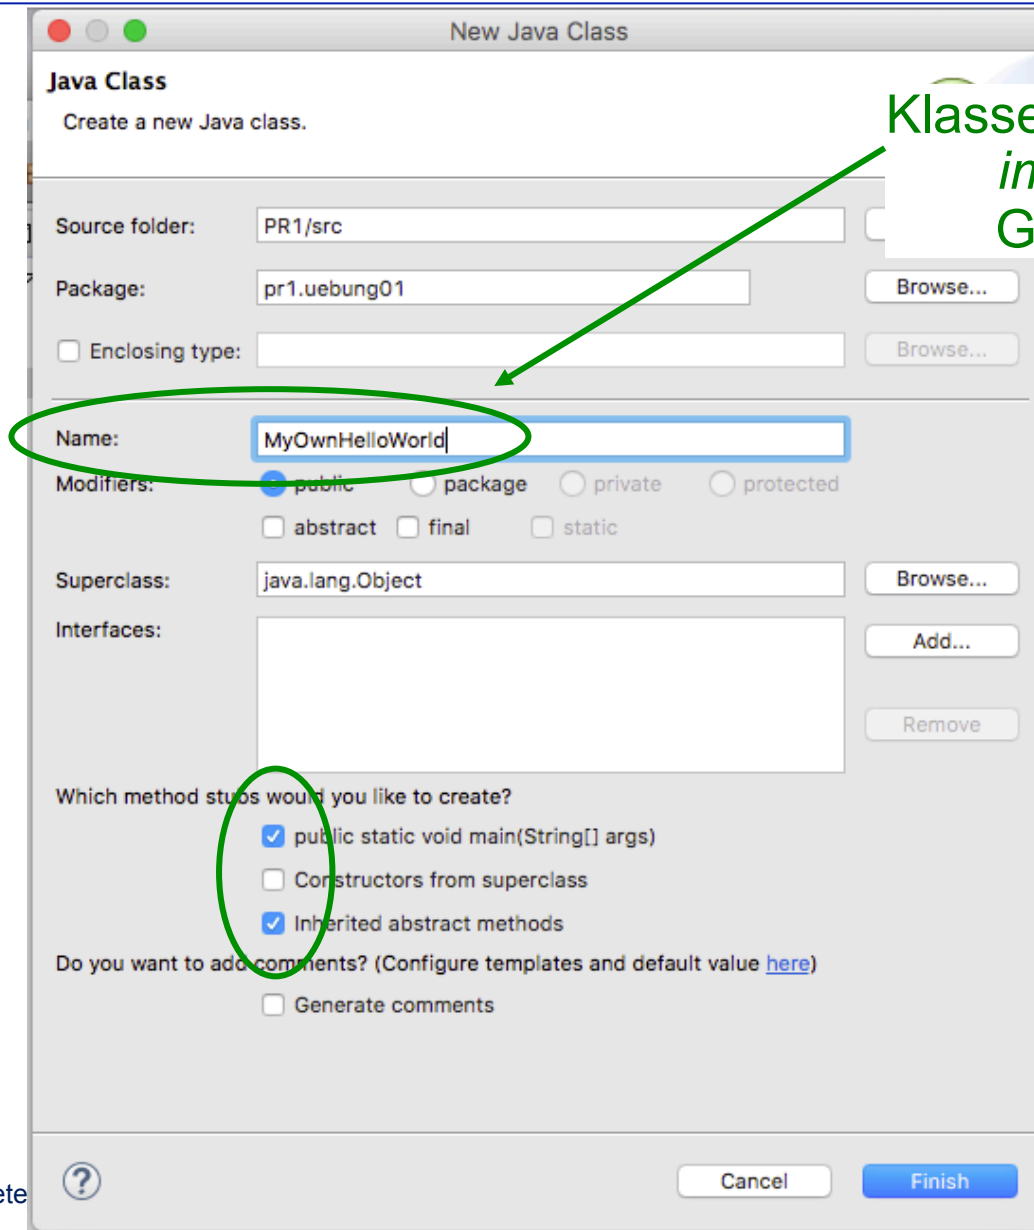 New Java Class
Java Class
Create a new Java class.
Source folder: PR1/src
Package: pr1.uebung01 Browse...
Enclosing type: Browse...
Name: MyOwnHelloWorld
Modifiers: public package private protected
abstract final static
Superclass: java.lang.Object Browse...
Interfaces: Add...
Remove
Which method stubs would you like to create?
public static void main(String[] args)
Constructors from superclass
Inherited abstract methods
Do you want to add comments? (Configure templates and default value here)
Generate comments
? Cancel Finish